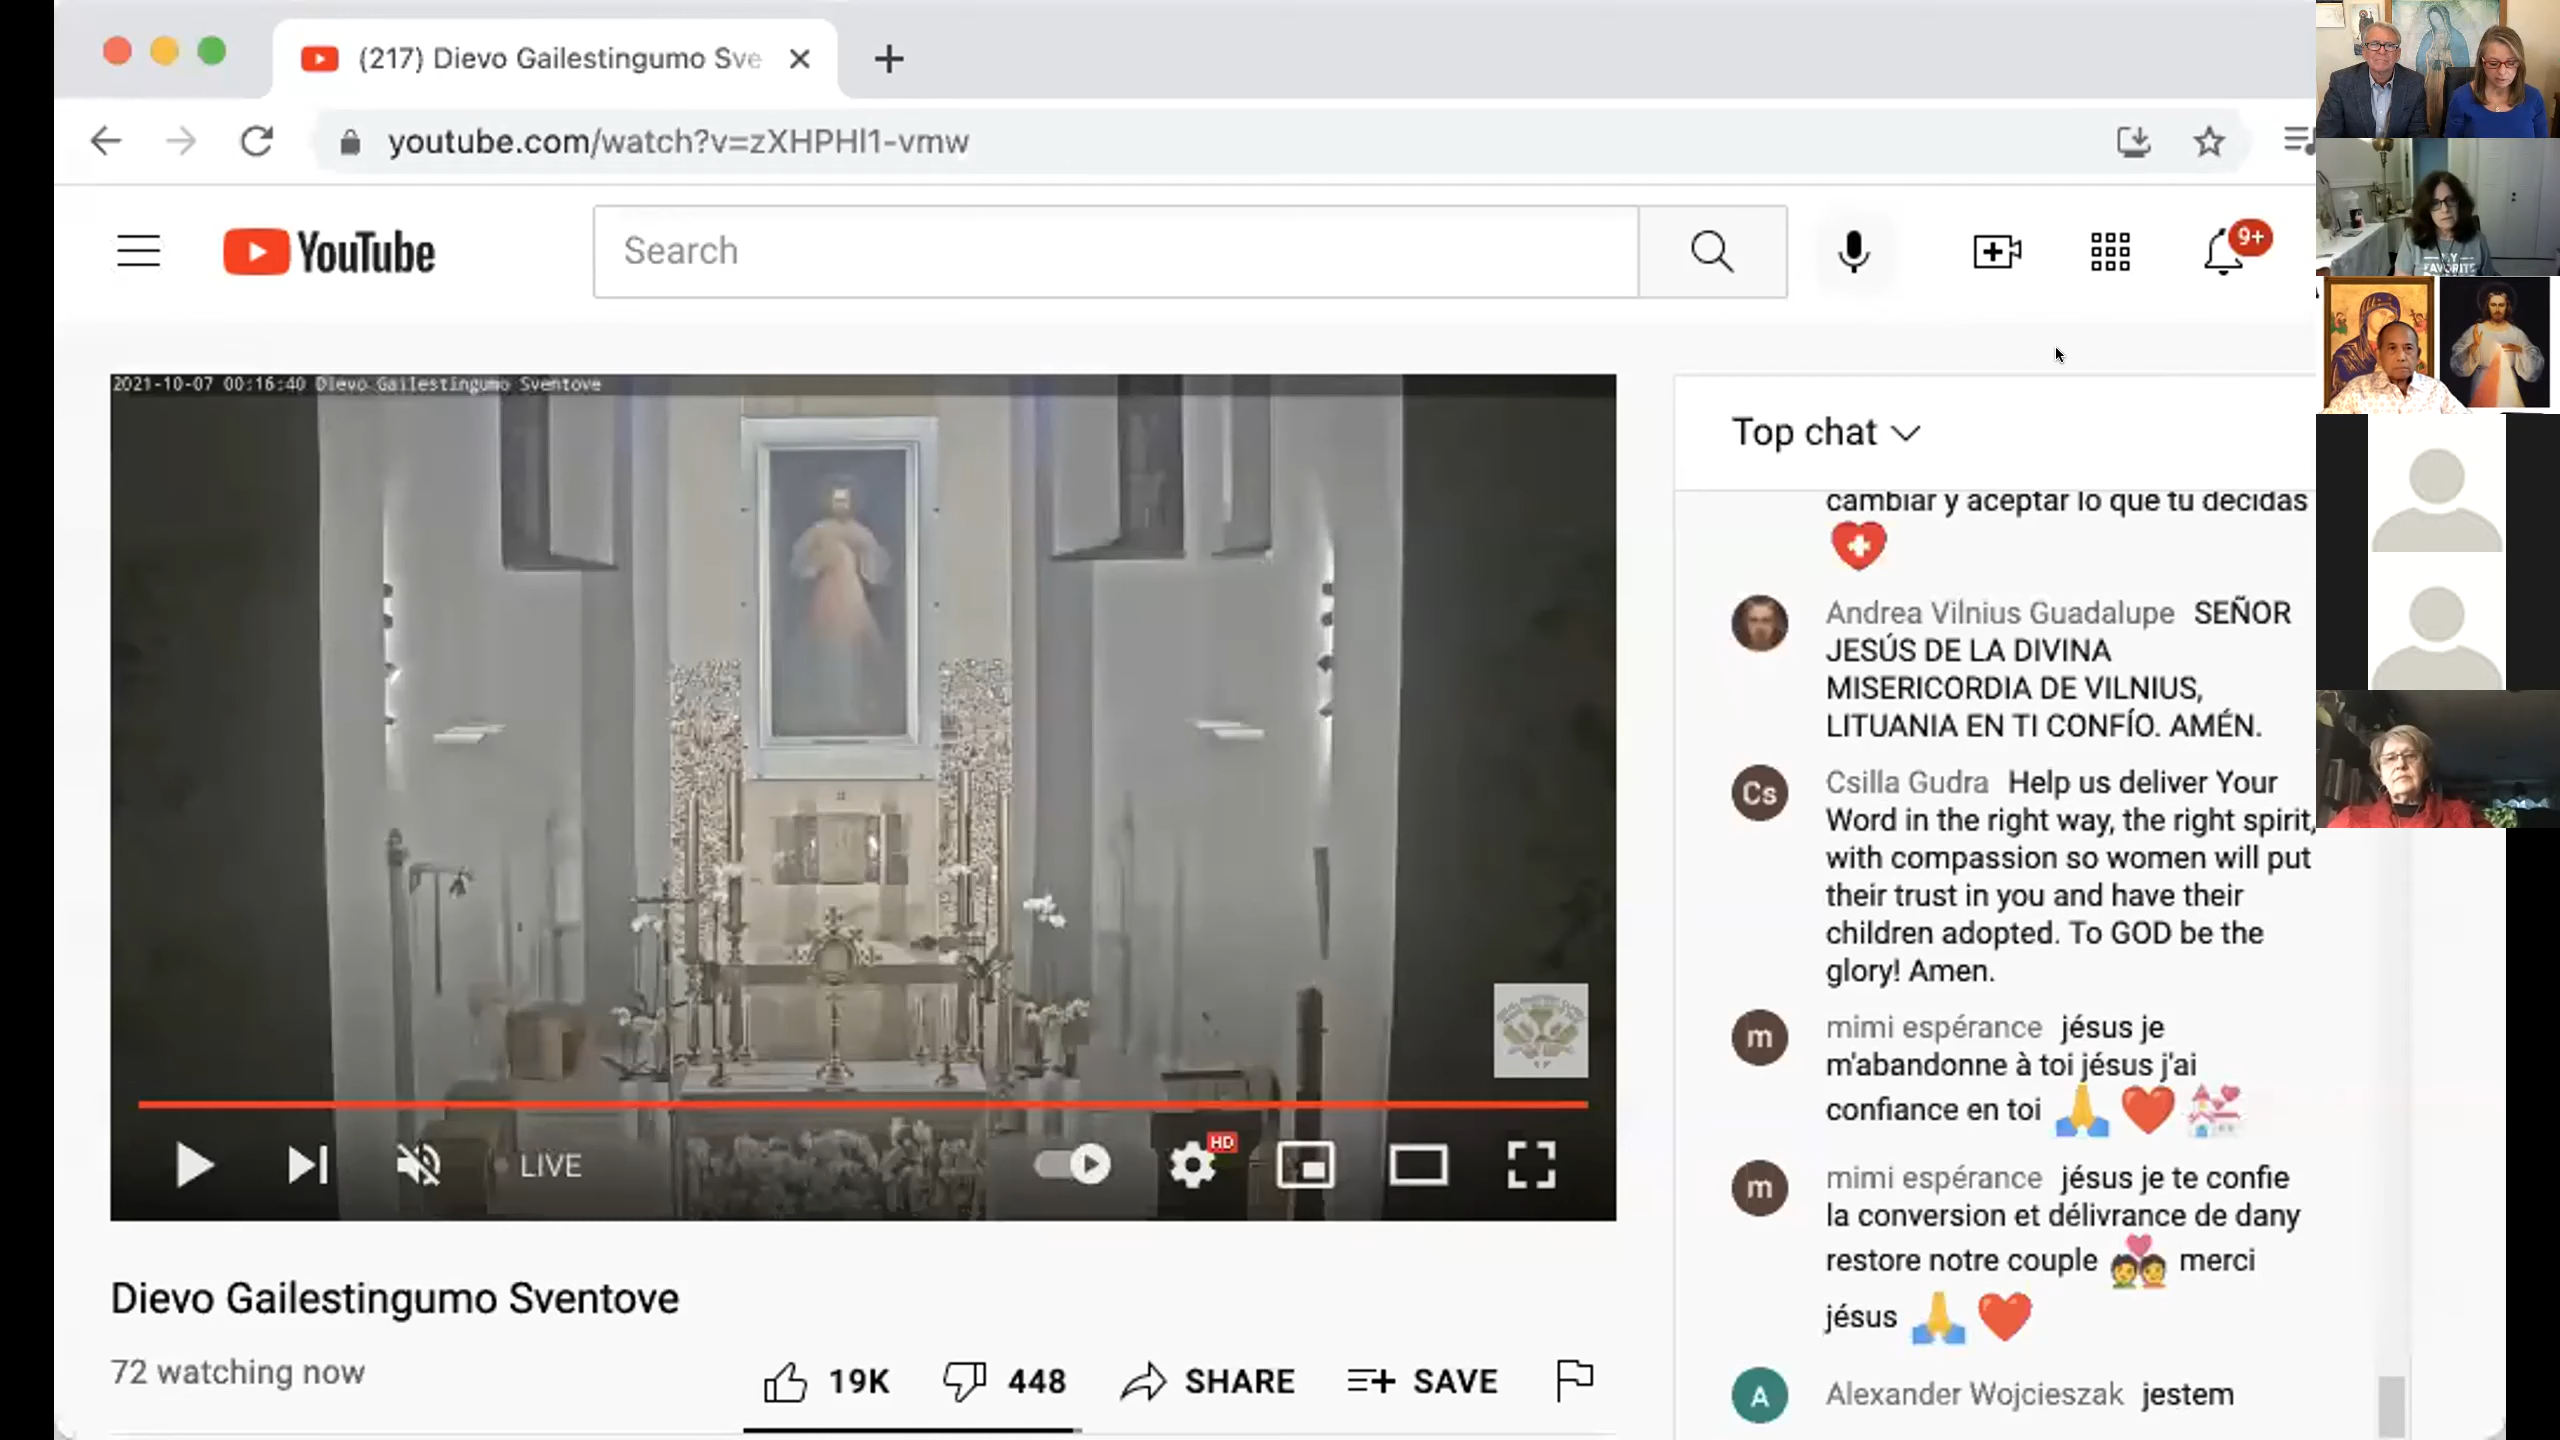 (217) Dievo Gailestingumo Sve
youtube.com/watch?v=zXHPHl1-vmw
YouTube
Search
9+
2021-10-07 00:16:40 Dievo Gailestingumo Sventove
LIVE
HD
Dievo Gailestingumo Sventove
72 watching now
19K
448
SHARE
SAVE
Top chat
cambiar y aceptar lo que tu decidas
Andrea Vilnius Guadalupe SEÑOR
JESÚS DE LA DIVINA
MISERICORDIA DE VILNIUS,
LITUANIA EN TI CONFÍO. AMÉN.
Cs
Csilla Gudra Help us deliver Your
Word in the right way, the right spirit,
with compassion so women will put
their trust in you and have their
children adopted. To GOD be the
glory! Amen.
m
mimi espérance jésus je
m'abandonne à toi jésus j'ai
confiance en toi 🙏 ❤️ 💒
m
mimi espérance jésus je te confie
la conversion et délivrance de dany
restore notre couple 💑 merci
jésus 🙏 ❤️
A
Alexander Wojcieszak jestem
MY
FAVORITE